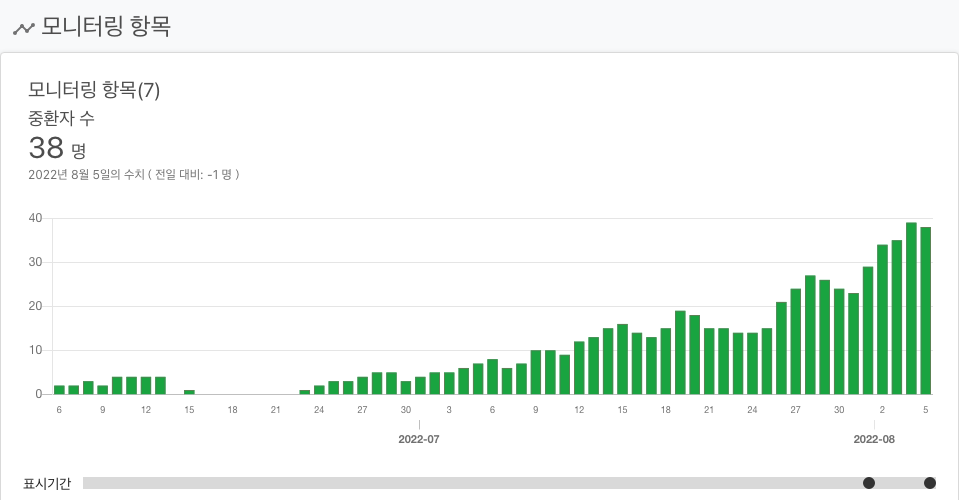 모니터링 항목
모니터링 항목(7)
중환자 수
38 명
2022년 8월 5일의 수치 ( 전일 대비: -1 명 )
40
30
20
10
0
6 9 12 15 18 21 24 27 30 3 6 9 12 15 18 21 24 27 30 2 5
2022-07 2022-08
표시기간